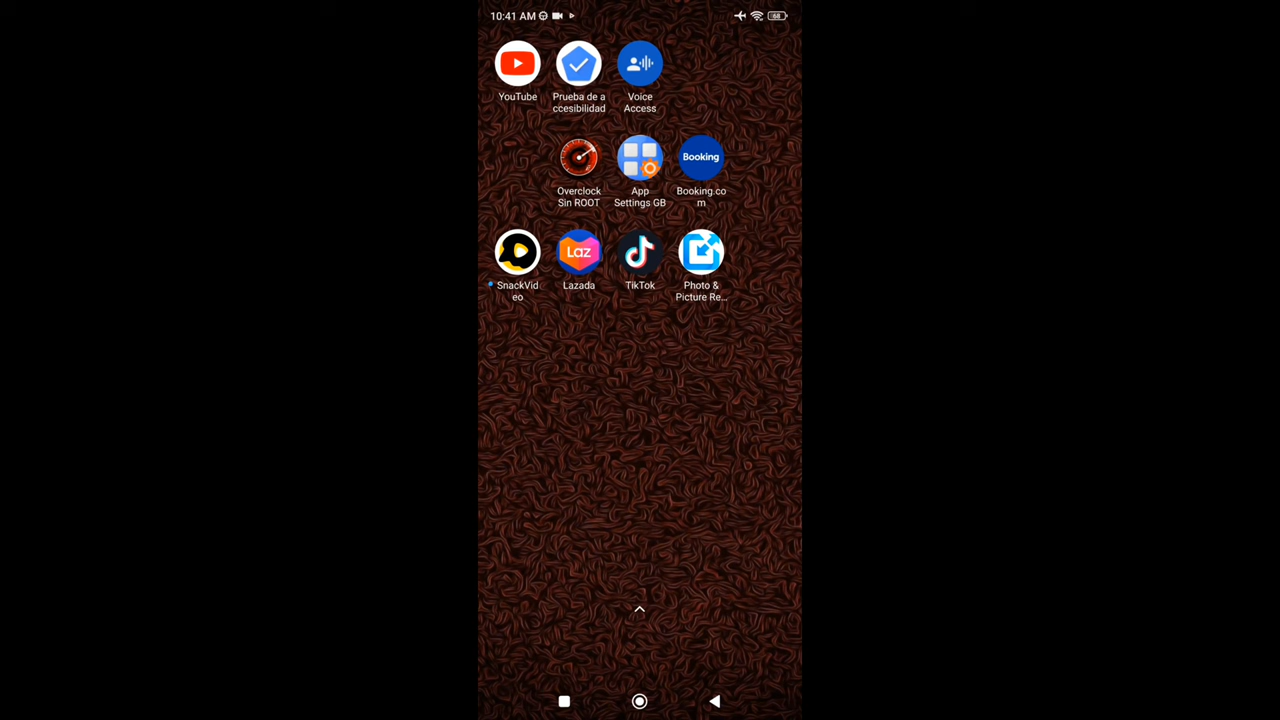 10:41 AM
68
YouTube
Prueba de a
ccesibilidad
Voice
Access
Overclock
Sin ROOT
App
Settings GB
Booking
Booking.co
m
SnackVid
eo
Laz
Lazada
TikTok
Photo &
Picture Re...